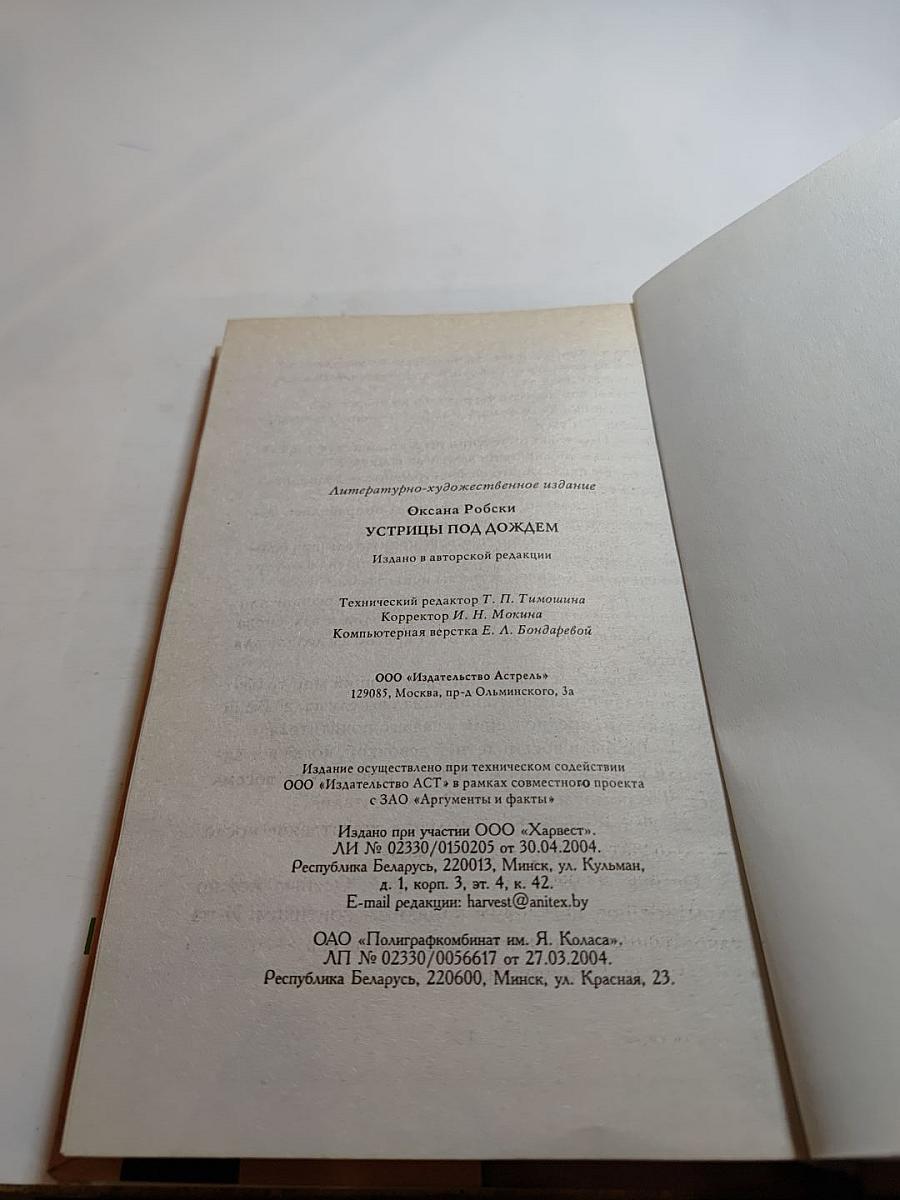 Литературно-художественное издание
Оксана Робски
УСТРИЦЫ ПОД ДОЖДЕМ
Издано в авторской редакции
Технический редактор Т. П. Тимошина
Корректор И. Н. Мокина
Компьютерная верстка Е. Л. Бондаревой
ООО «Издательство Астрель»
129085, Москва, пр-д Ольминского, 3а
Издание осуществлено при техническом содействии
ООО «Издательство АСТ» в рамках совместного проекта
с ЗАО «Аргументы и факты»
Издано при участии ООО «Харвест».
ЛИ № 02330/0150205 от 30.04.2004.
Республика Беларусь, 220013, Минск, ул. Кульман,
д. 1, корп. 3, эт. 4, к. 42.
E-mail редакции: harvest@anitex.by
ОАО «Полиграфкомбинат им. Я. Коласа».
ЛП № 02330/0056617 от 27.03.2004.
Республика Беларусь, 220600, Минск, ул. Красная, 23.